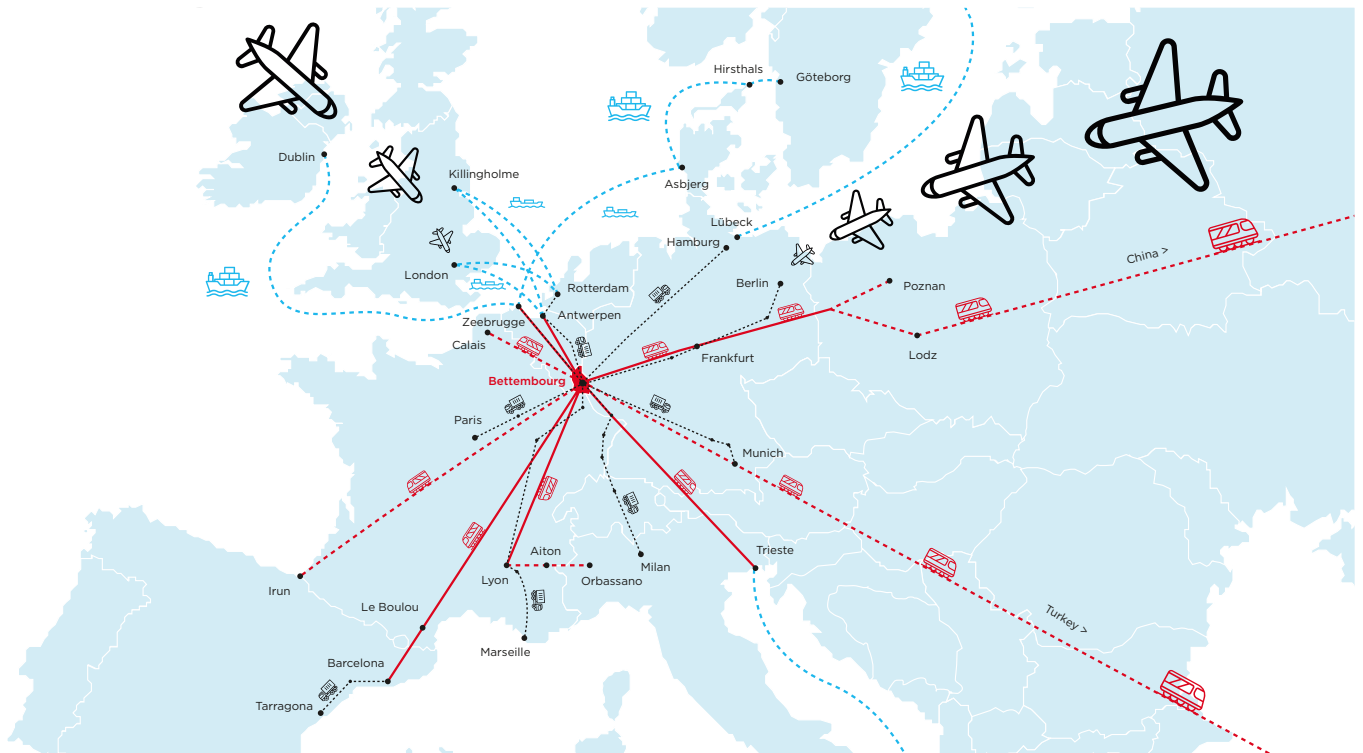 Hirsthals
Göteborg
Dublin
Killingholme
Asbjerg
Lübeck
Hamburg
China >
London
Berlin
Rotterdam
Poznan
Zeebrugge
Antwerpen
Calais
Frankfurt
Lodz
Bettembourg
Paris
Munich
Aiton
Trieste
Lyon
Orbassano
Milan
Irun
Le Boulou
Turkey >
Marseille
Barcelona
Tarragona